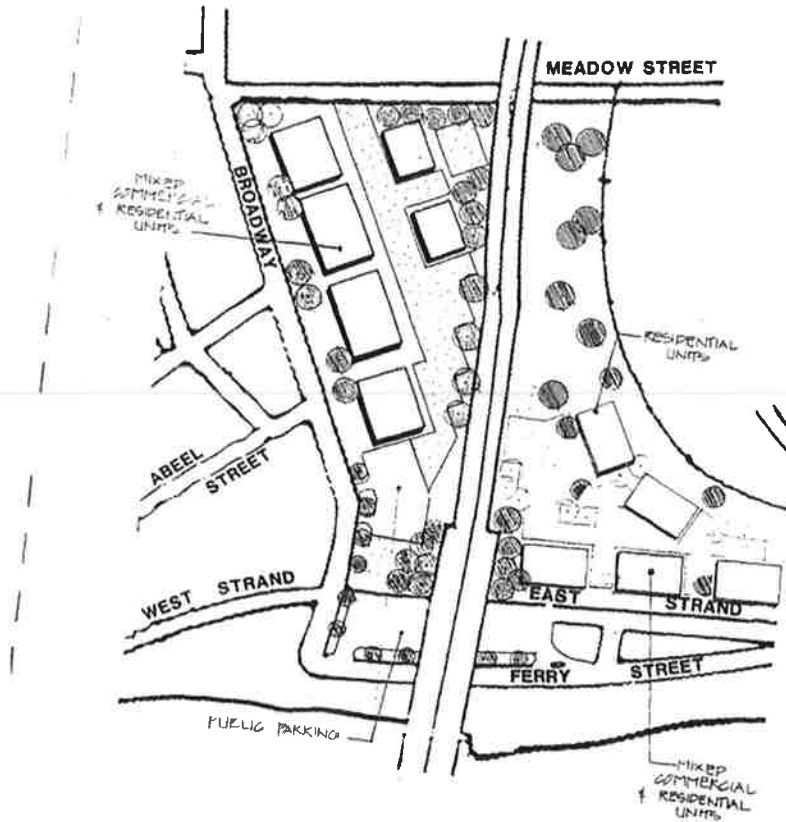 MEADOW STREET
MIXED
COMMERCIAL
& RESIDENTIAL
UNITS
BROADWAY
RESIDENTIAL
UNITS
ABEEL
STREET
WEST STRAND
EAST STRAND
FERRY STREET
PUBLIC PARKING
MIXED
COMMERCIAL
& RESIDENTIAL
UNITS